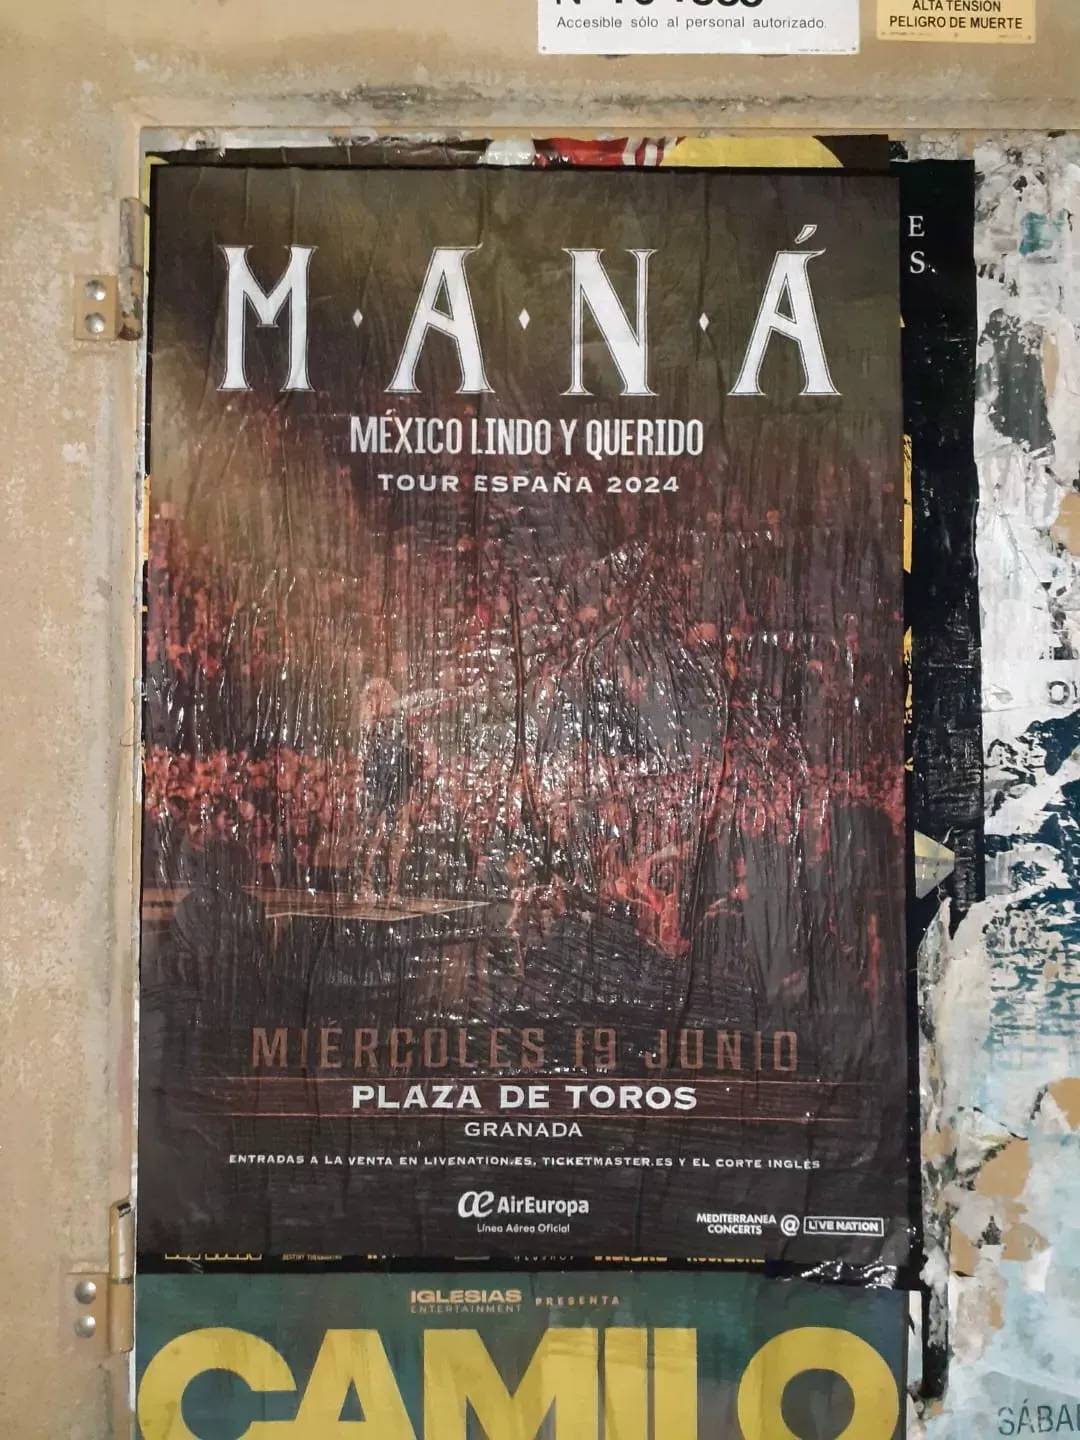 Accesible sólo al personal autorizado.
ALTA TENSIÓN
PELIGRO DE MUERTE
E
S
M·A·N·Á
MÉXICO LINDO Y QUERIDO
TOUR ESPAÑA 2024
MIÉRCOLES 19 JUNIO
PLAZA DE TOROS
GRANADA
ENTRADAS A LA VENTA EN LIVENATION.ES, TICKETMASTER.ES Y EL CORTE INGLÉS
AirEuropa
Línea Aérea Oficial
MEDITERRANEA
CONCERTS
LIVE NATION
IGLESIAS
ENTERTAINMENT
PRESENTA
CAMILO